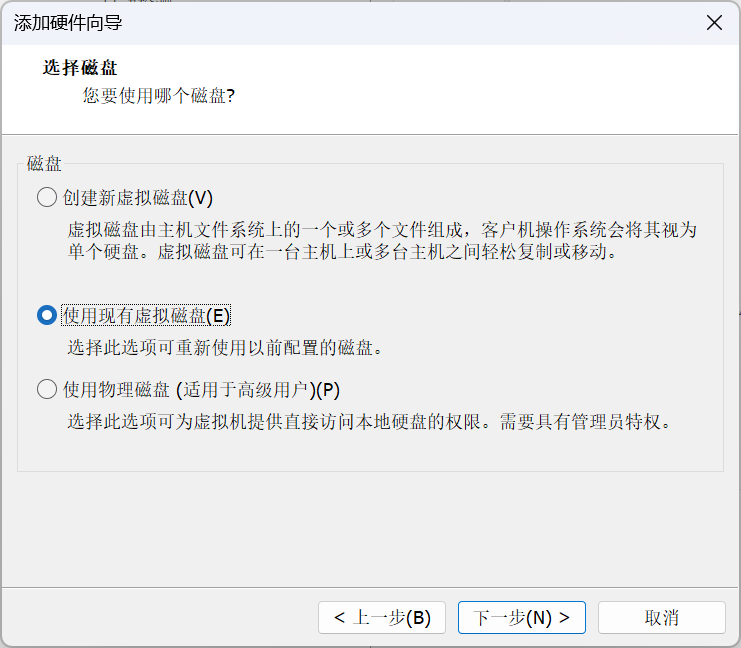 添加硬件向导
选择磁盘
您要使用哪个磁盘?
磁盘
创建新虚拟磁盘(V)
虚拟磁盘由主机文件系统上的一个或多个文件组成，客户机操作系统会将其视为
单个硬盘。虚拟磁盘可在一台主机上或多台主机之间轻松复制或移动。
使用现有虚拟磁盘(E)
选择此选项可重新使用以前配置的磁盘。
使用物理磁盘 (适用于高级用户)(P)
选择此选项可为虚拟机提供直接访问本地硬盘的权限。需要具有管理员特权。
< 上一步(B)
下一步(N) >
取消